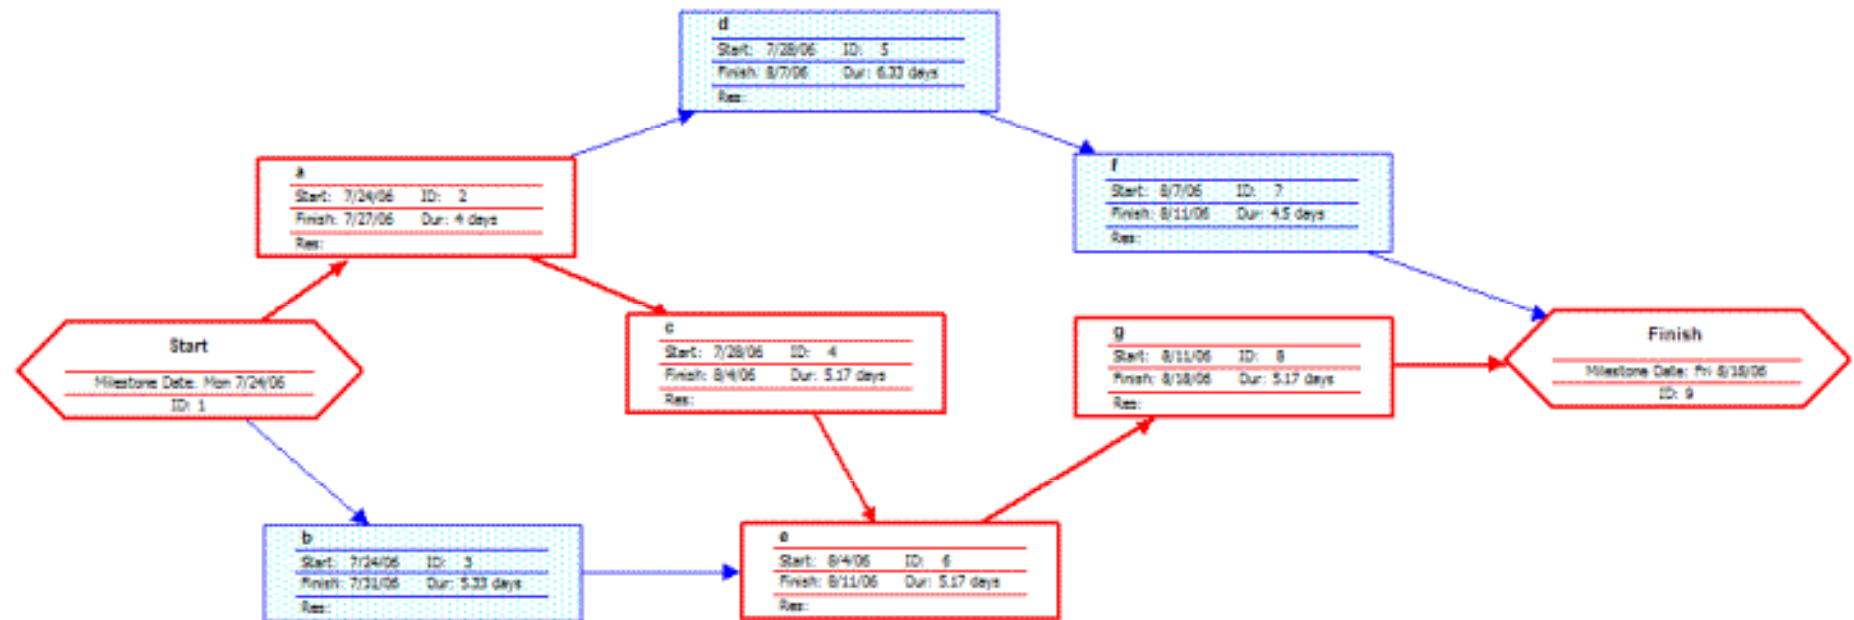 d
Start: 7/28/06 ID: 5
Finish: 8/7/06 Dur: 6.33 days
Res:
a
Start: 7/24/06 ID: 2
Finish: 7/27/06 Dur: 4 days
Res:
f
Start: 8/7/06 ID: 7
Finish: 8/11/06 Dur: 4.5 days
Res:
Start
Milestone Date: Mon 7/24/06
ID: 1
c
Start: 7/28/06 ID: 4
Finish: 8/4/06 Dur: 5.17 days
Res:
g
Start: 8/11/06 ID: 8
Finish: 8/18/06 Dur: 5.17 days
Res:
Finish
Milestone Date: Fri 8/18/06
ID: 9
b
Start: 7/24/06 ID: 3
Finish: 7/31/06 Dur: 5.33 days
Res:
e
Start: 8/4/06 ID: 6
Finish: 8/11/06 Dur: 5.17 days
Res: